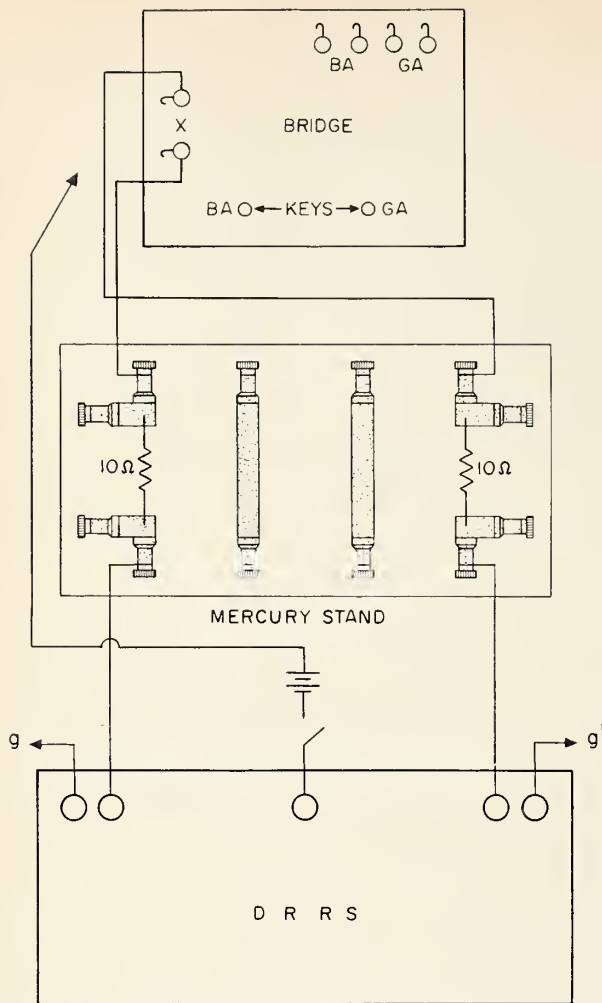 BA GA
X BRIDGE
BA KEYS GA
10Ω 10Ω
MERCURY STAND
g g'
D R R S